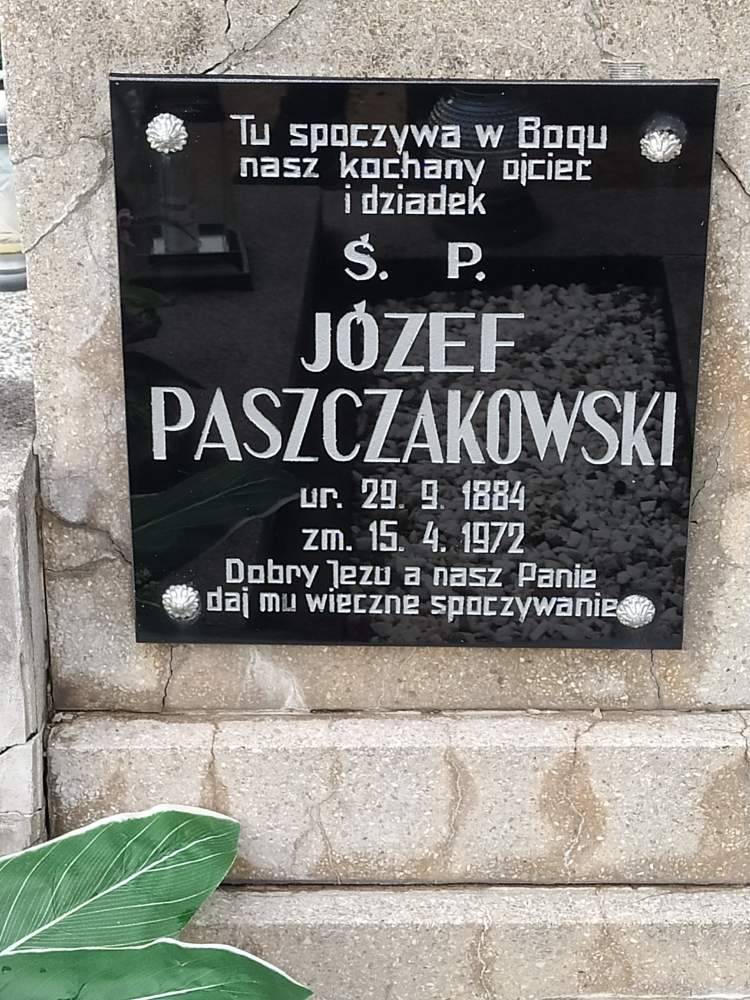 Tu spoczywa w Bogu
nasz kochany ojciec
i dziadek
Ś. P.
JÓZEF
PASZCZAKOWSKI
ur. 29. 9. 1884
zm. 15. 4. 1972
Dobry Jezu a nasz Panie
daj mu wieczne spoczywanie